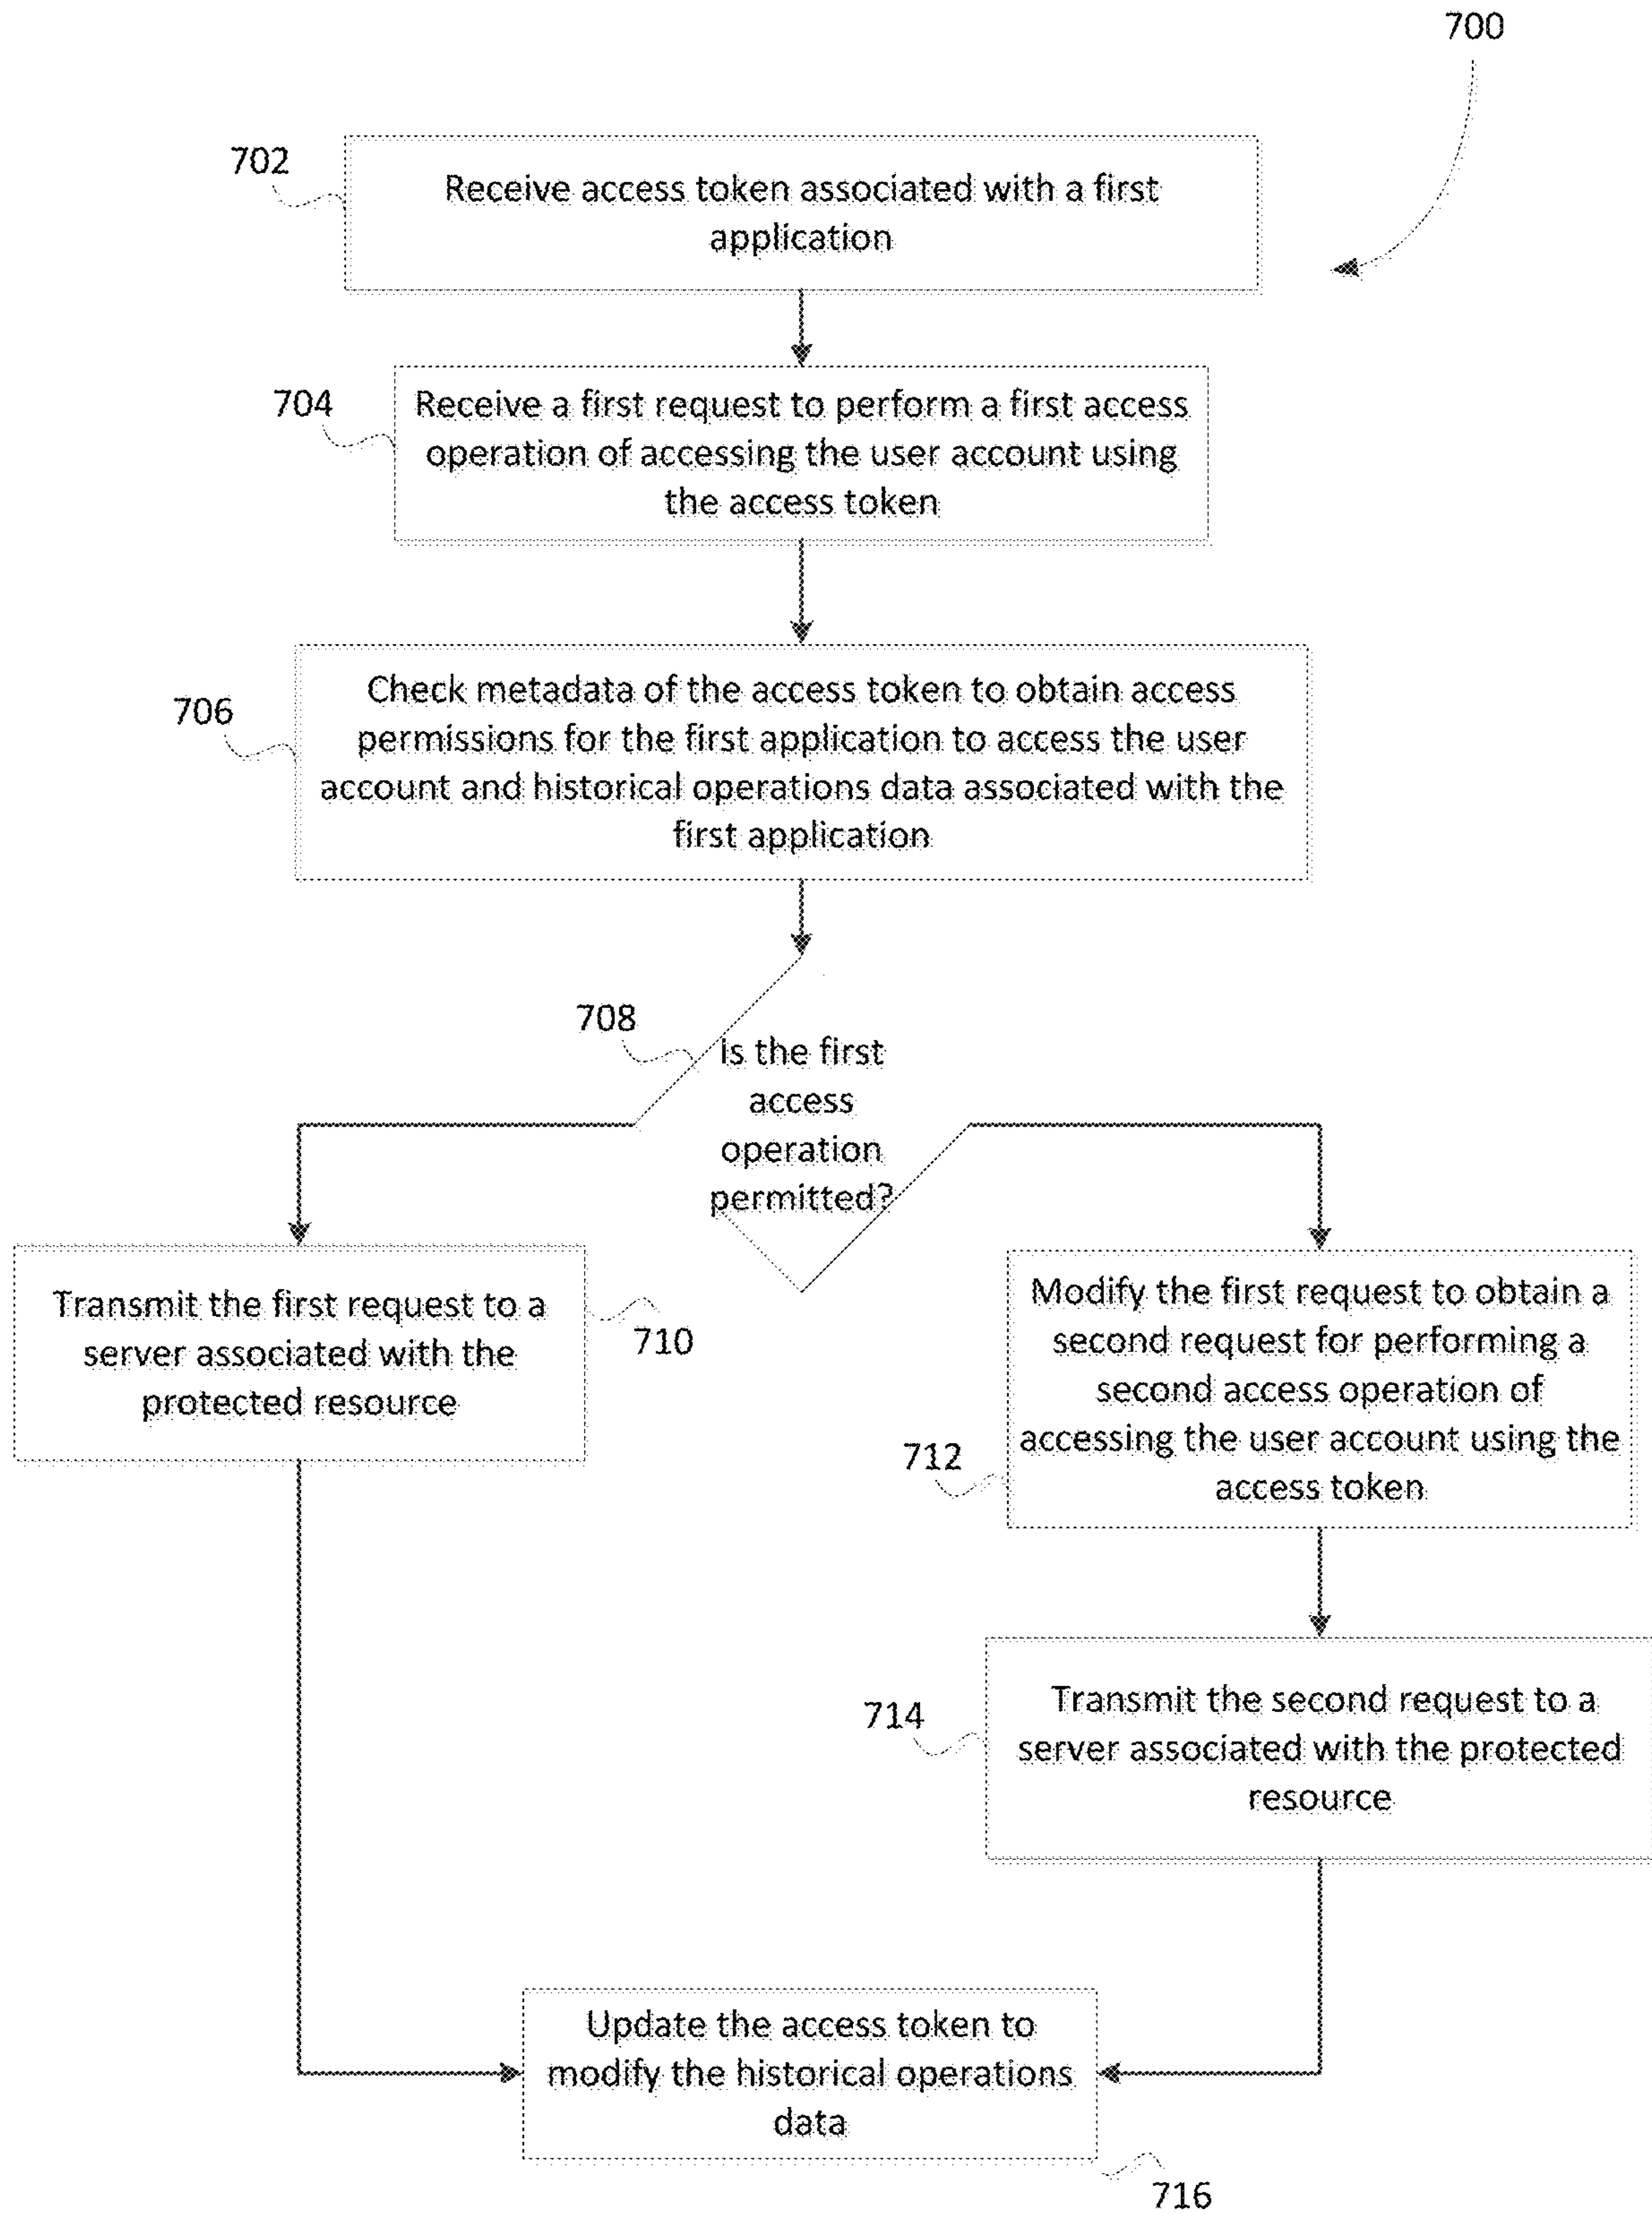 700
702
Receive access token associated with a first
application
704
Receive a first request to perform a first access
operation of accessing the user account using
the access token
706
Check metadata of the access token to obtain access
permissions for the first application to access the user
account and historical operations data associated with the
first application
708
Is the first
access
operation
permitted?
Transmit the first request to a
server associated with the
protected resource
710
Modify the first request to obtain a
second request for performing a
second access operation of
accessing the user account using the
access token
712
714
Transmit the second request to a
server associated with the protected
resource
Update the access token to
modify the historical operations
data
716